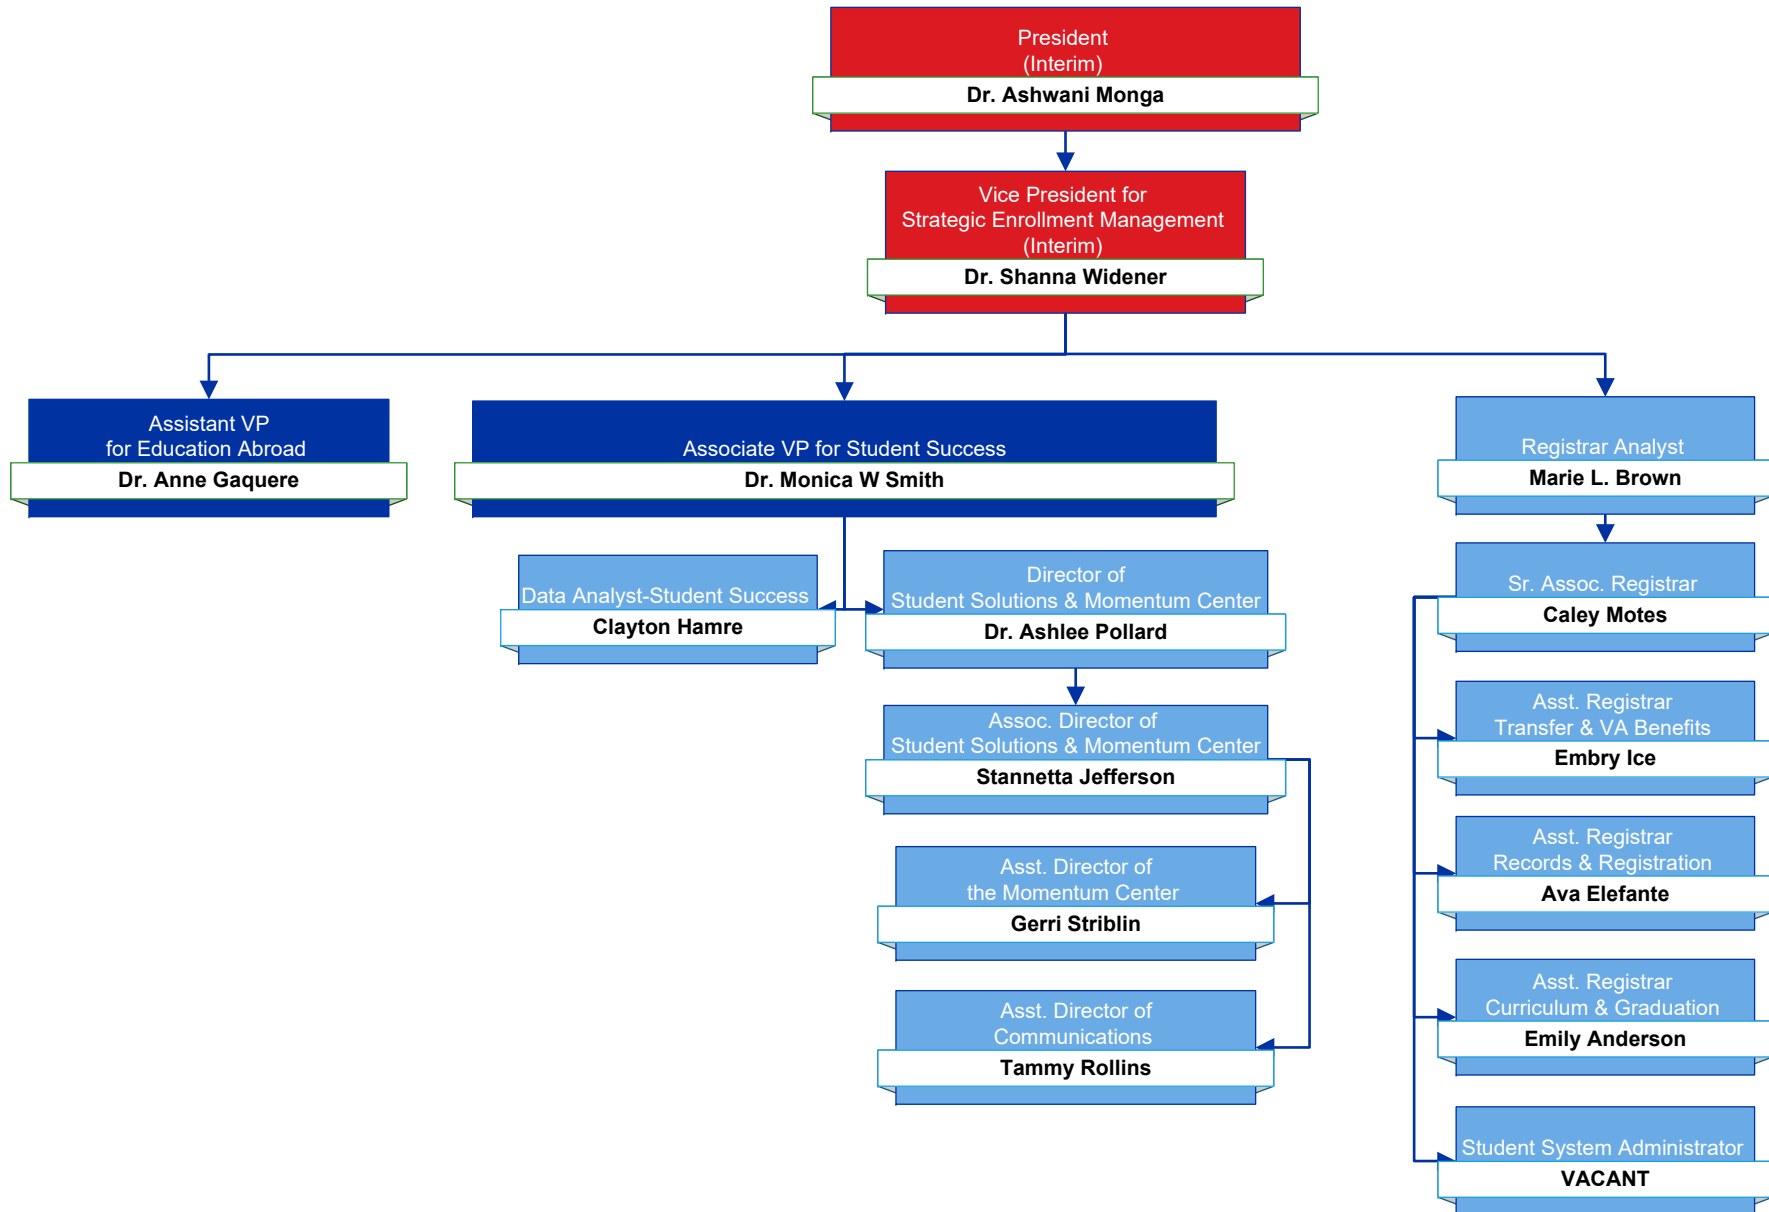 President
(Interim)
Dr. Ashwani Monga
Vice President for
Strategic Enrollment Management
(Interim)
Dr. Shanna Widener
Assistant VP
for Education Abroad
Dr. Anne Gaquere
Associate VP for Student Success
Dr. Monica W Smith
Registrar Analyst
Marie L. Brown
Data Analyst-Student Success
Clayton Hamre
Director of
Student Solutions & Momentum Center
Dr. Ashlee Pollard
Sr. Assoc. Registrar
Caley Motes
Assoc. Director of
Student Solutions & Momentum Center
Stannetta Jefferson
Asst. Registrar
Transfer & VA Benefits
Embry Ice
Asst. Director of
the Momentum Center
Gerri Striblin
Asst. Registrar
Records & Registration
Ava Elefante
Asst. Director of
Communications
Tammy Rollins
Asst. Registrar
Curriculum & Graduation
Emily Anderson
Student System Administrator
VACANT